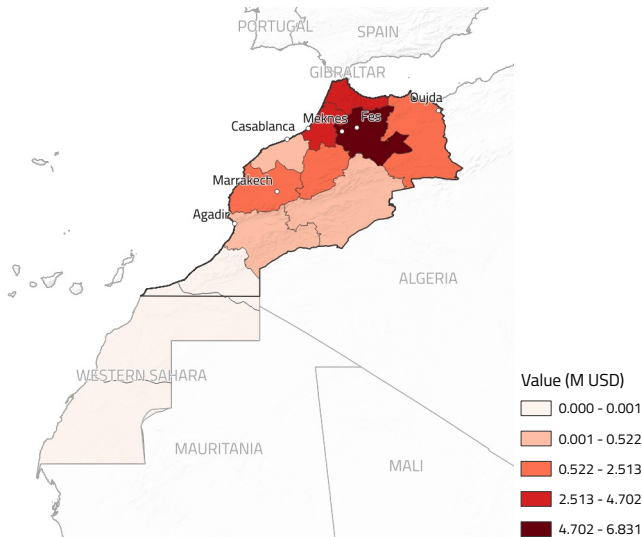 PORTUGAL
SPAIN
GIBRALTAR
Oujda
Meknes
Fes
Casablanca
Marrakech
Agadir
ALGERIA
WESTERN SAHARA
MAURITANIA
MALI
Value (M USD)
0.000 - 0.001
0.001 - 0.522
0.522 - 2.513
2.513 - 4.702
4.702 - 6.831